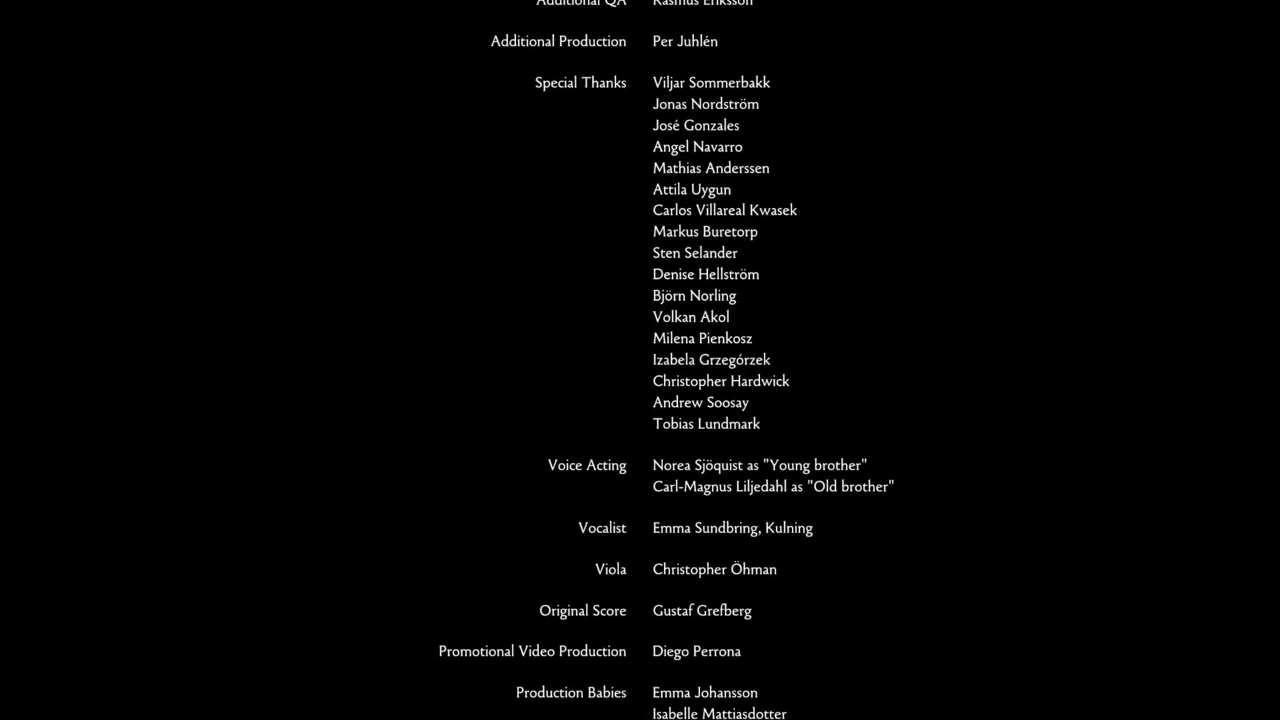 Additional QA Rasmus Eriksson
Additional Production Per Juhlén
Special Thanks Viljar Sommerbakk
Jonas Nordström
José Gonzales
Angel Navarro
Mathias Anderssen
Attila Uygun
Carlos Villareal Kwasek
Markus Buretorp
Sten Selander
Denise Hellström
Björn Norling
Volkan Akol
Milena Pienkosz
Izabela Grzegórzek
Christopher Hardwick
Andrew Soosay
Tobias Lundmark
Voice Acting Norea Sjöquist as "Young brother"
Carl-Magnus Liljedahl as "Old brother"
Vocalist Emma Sundbring, Kulning
Viola Christopher Öhman
Original Score Gustaf Grefberg
Promotional Video Production Diego Perrona
Production Babies Emma Johansson
Isabelle Mattiasdotter